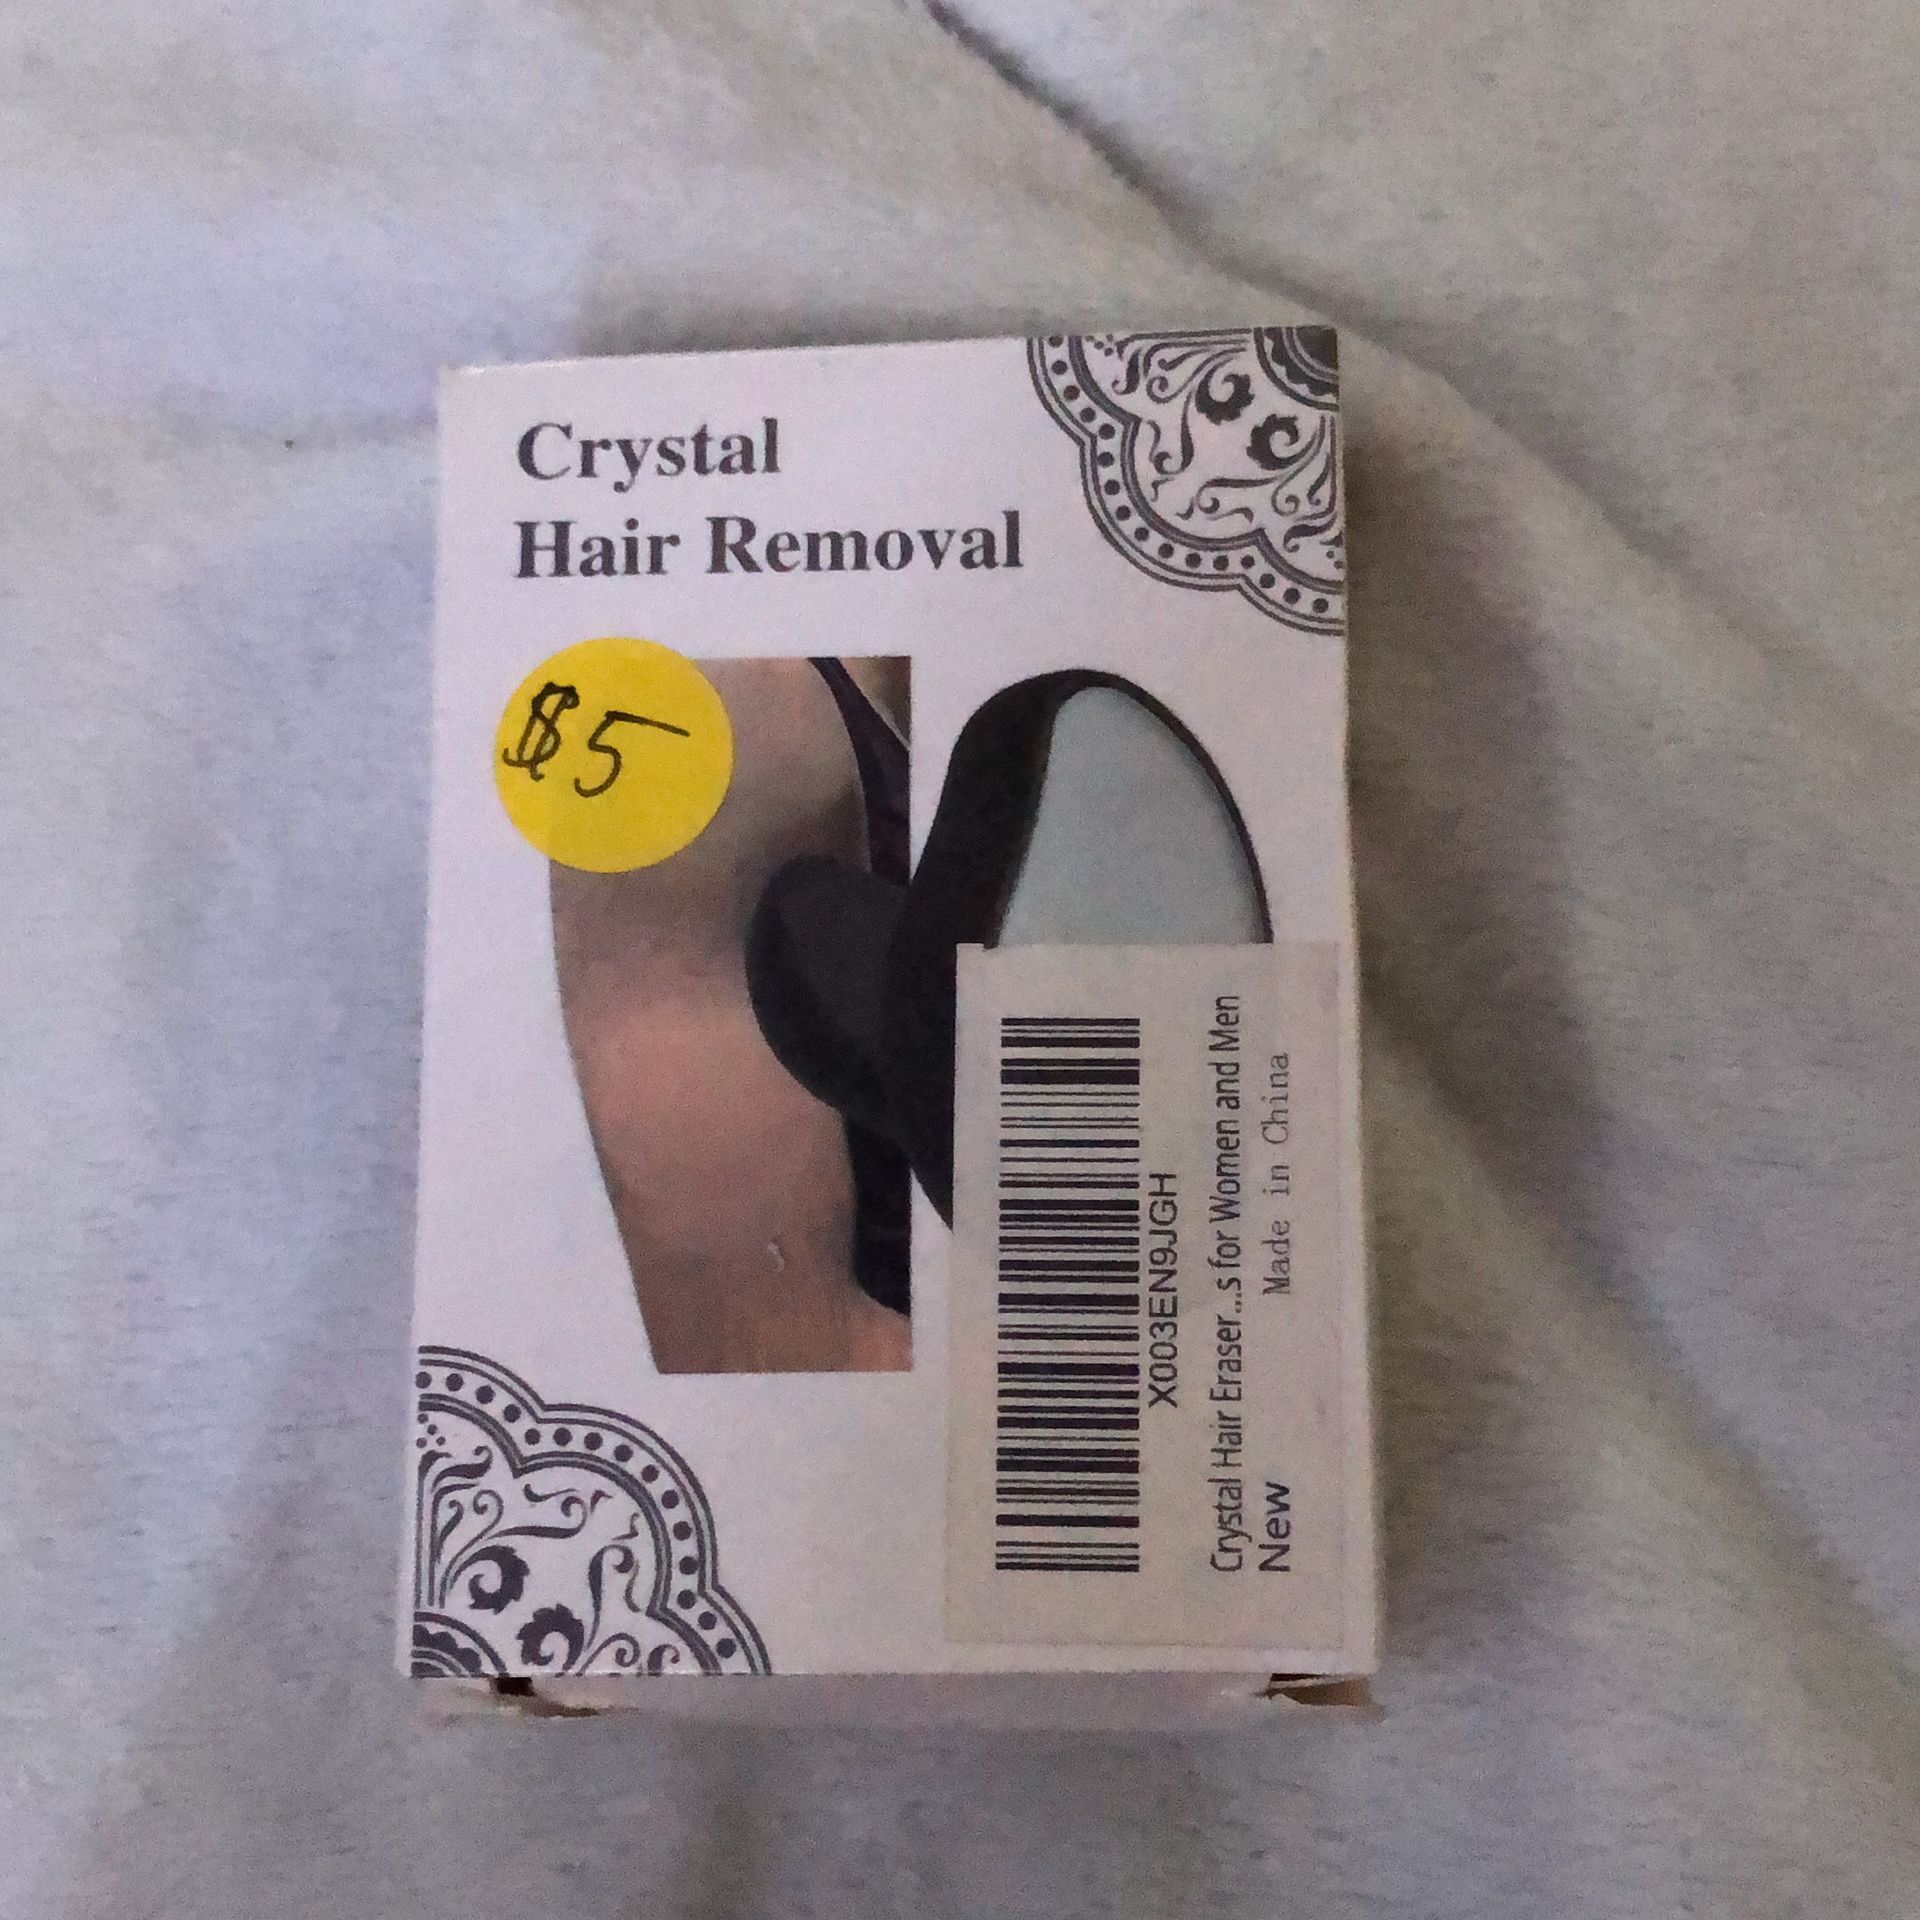 Crystal
Hair Removal
$5
X003EN9JGH
Crystal Hair Eraser...s for Women and Men
New
Made in China